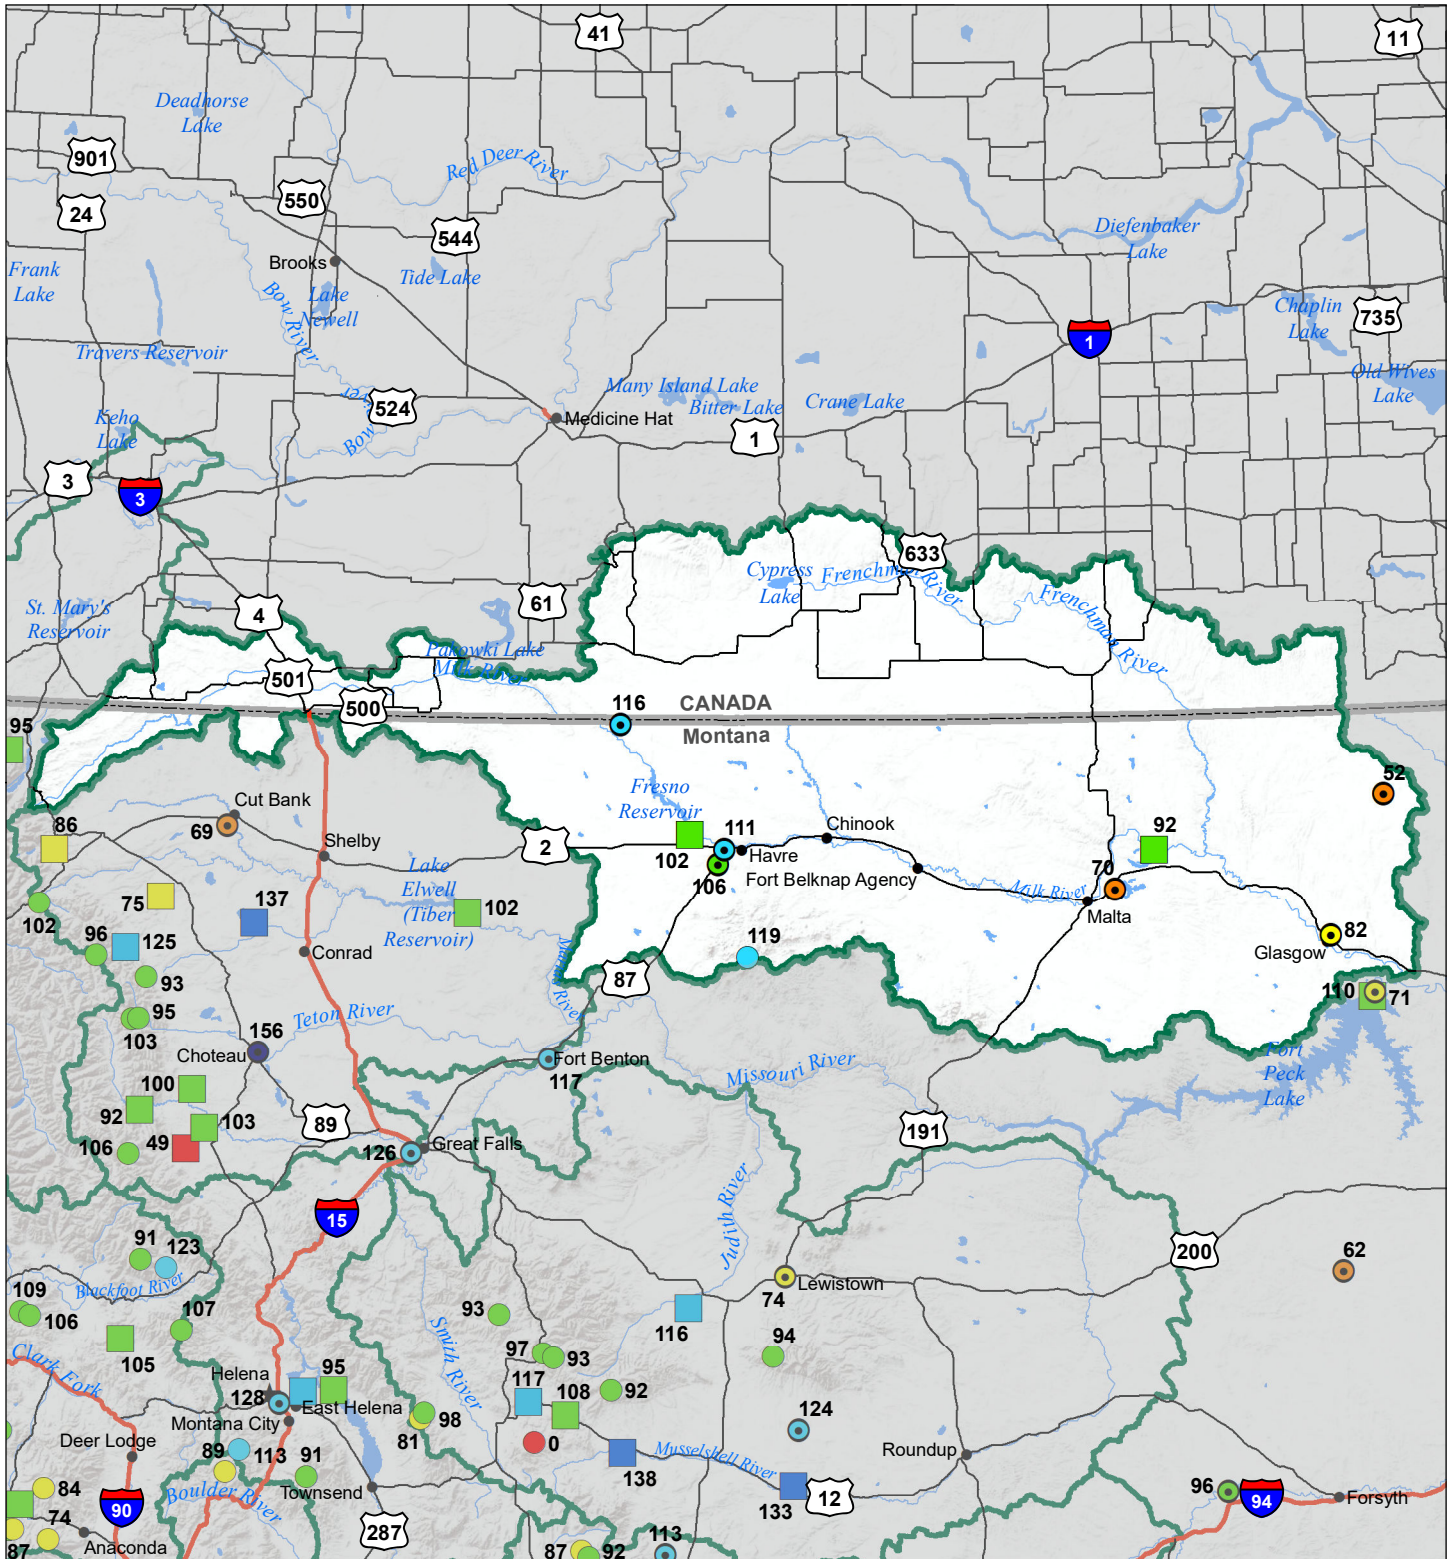 41
11
Deadhorse
Lake
901
Red Deer River
550
24
544
Diefenbaker
Lake
Brooks
Frank
Lake
Tide Lake
Lake
Newell
Bow River
Chaplin
Lake
735
1
Travers Reservoir
Many Island Lake
Bitter Lake
Crane Lake
Old Wives
Lake
524
Keho
Lake
Bow
Medicine Hat
1
3
3
633
Cypress
Lake
Frenchman River
Frenchman River
61
4
St. Mary's
Reservoir
Pakowki Lake
Milk River
501
500
116
CANADA
Montana
95
52
Fresno
Reservoir
Cut Bank
69
86
Shelby
2
102
111
Havre
106
Chinook
Fort Belknap Agency
92
70
Milk River
Malta
Lake
Elwell
(Tiber
Reservoir)
102
75
137
102
96
125
93
Conrad
119
82
Glasgow
87
Marias River
110
71
95
103
Teton River
156
Choteau
Fort Benton
117
Missouri River
Fort
Peck
Lake
100
92
103
89
191
106
49
126
Great Falls
Judith River
15
91
123
Blackfoot River
200
62
109
106
107
93
Lewistown
74
116
105
Smith River
97
93
94
Clark Fork
Helena
95
128
East Helena
117
108
92
Montana City
98
81
124
Deer Lodge
89
113
91
0
138
Musselshell River
Roundup
133
12
84
Boulder River
Townsend
96
94
Forsyth
90
74
287
87
Anaconda
87
92
113